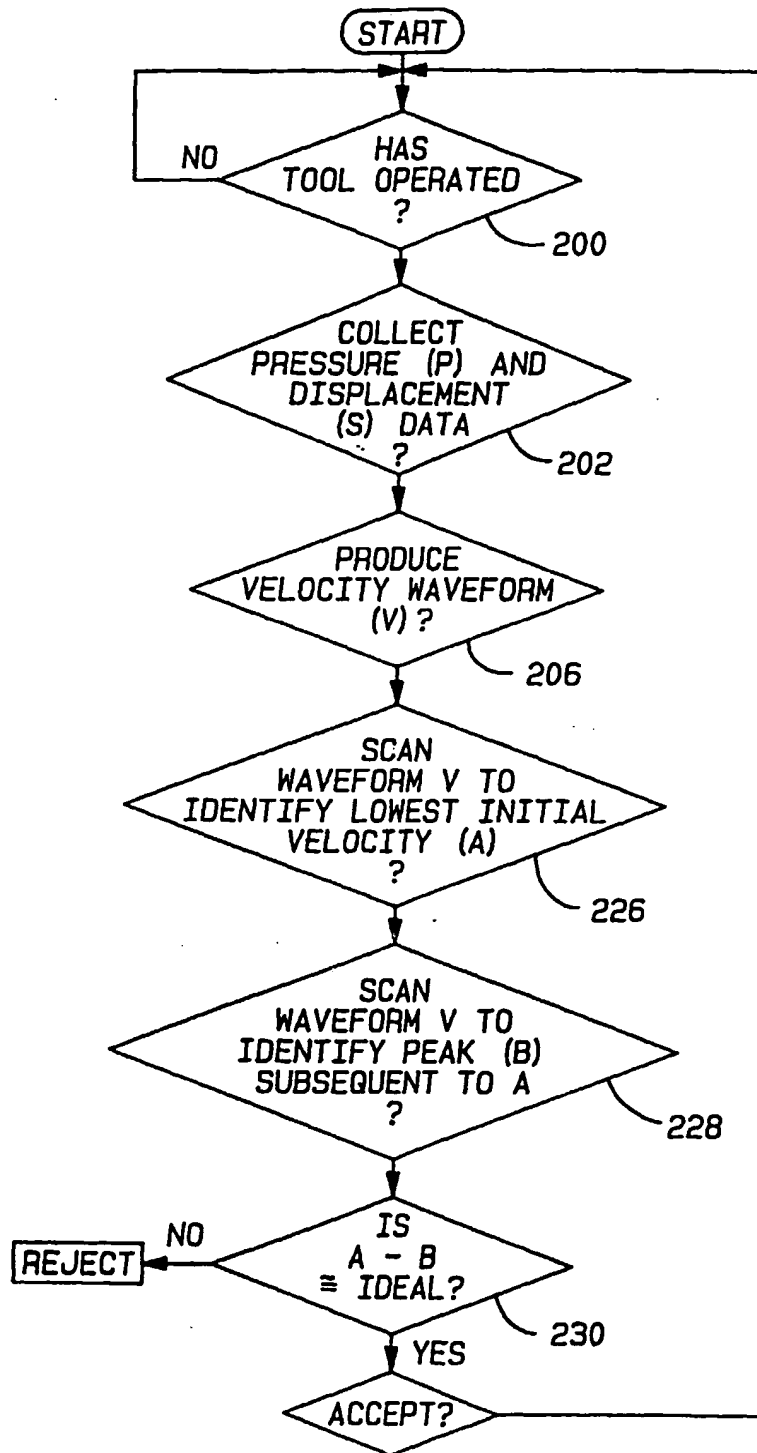 START
NO
HAS
TOOL OPERATED
?
200
COLLECT
PRESSURE (P) AND
DISPLACEMENT
(S) DATA
?
202
PRODUCE
VELOCITY WAVEFORM
(V)?
206
SCAN
WAVEFORM V TO
IDENTIFY LOWEST INITIAL
VELOCITY (A)
?
226
SCAN
WAVEFORM V TO
IDENTIFY PEAK (B)
SUBSEQUENT TO A
?
228
REJECT
NO
IS
A - B
≅ IDEAL?
230
YES
ACCEPT?